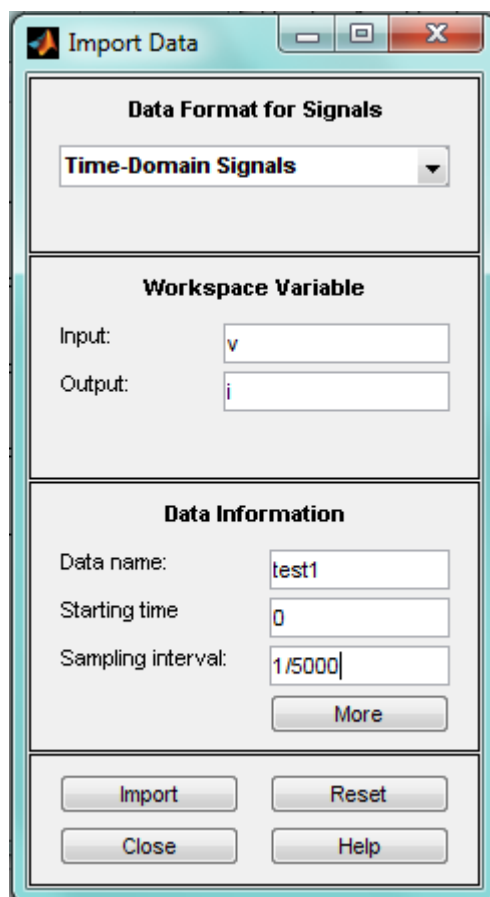 Import Data
Data Format for Signals
Time-Domain Signals
Workspace Variable
Input: v
Output: i
Data Information
Data name: test1
Starting time 0
Sampling interval: 1/5000
More
Import Reset
Close Help